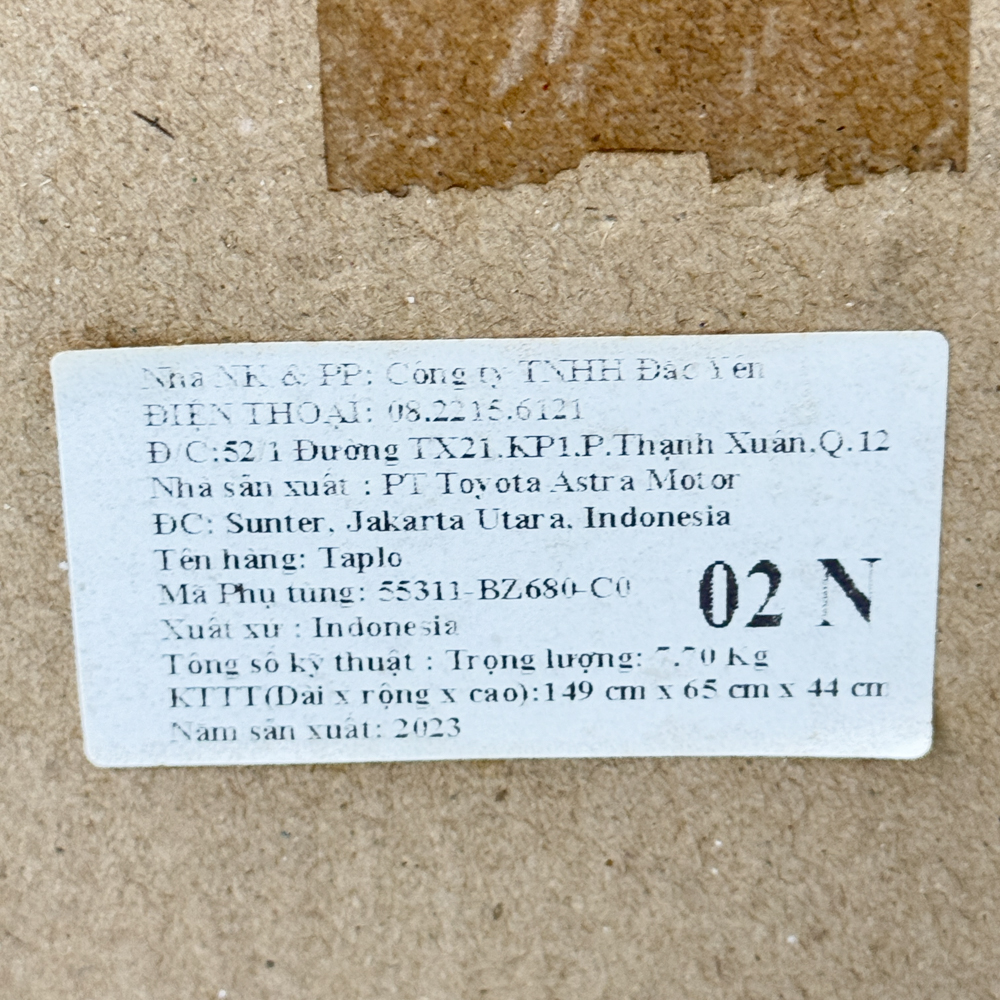 Nhà NK & PP: Công ty TNHH Đắc Yên
ĐIỆN THOẠI: 08.2215.6121
Đ/C:52/1 Đường TX21.KP1.P.Thạnh Xuân.Q.12
Nhà sản xuất : PT Toyota Astra Motor
ĐC: Sunter, Jakarta Utara, Indonesia
Tên hàng: Taplo
Mã Phụ tùng: 55311-BZ680-C0
02 N
Xuất xứ : Indonesia
Tông số kỹ thuật : Trọng lượng: 7.70 Kg
KTTT(Dài x rộng x cao):149 cm x 65 cm x 44 cm
Năm sản xuất: 2023